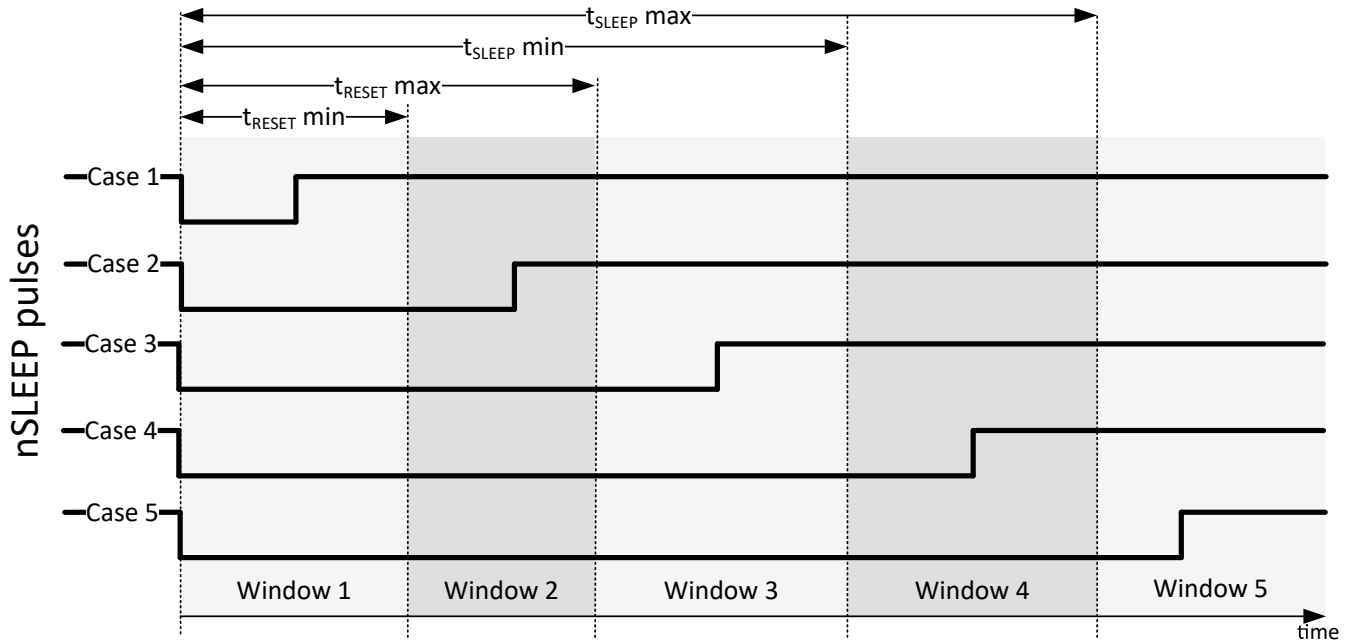 tSLEEP max
tSLEEP min
tRESET max
tRESET min
nSLEEP pulses
Case 1
Case 2
Case 3
Case 4
Case 5
Window 1 Window 2 Window 3 Window 4 Window 5
time